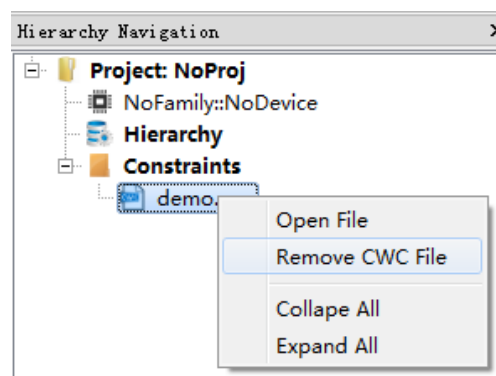 Hierarchy Navigation
Project: NoProj
NoFamily::NoDevice
Hierarchy
Constraints
demo.
Open File
Remove CWC File
Collape All
Expand All